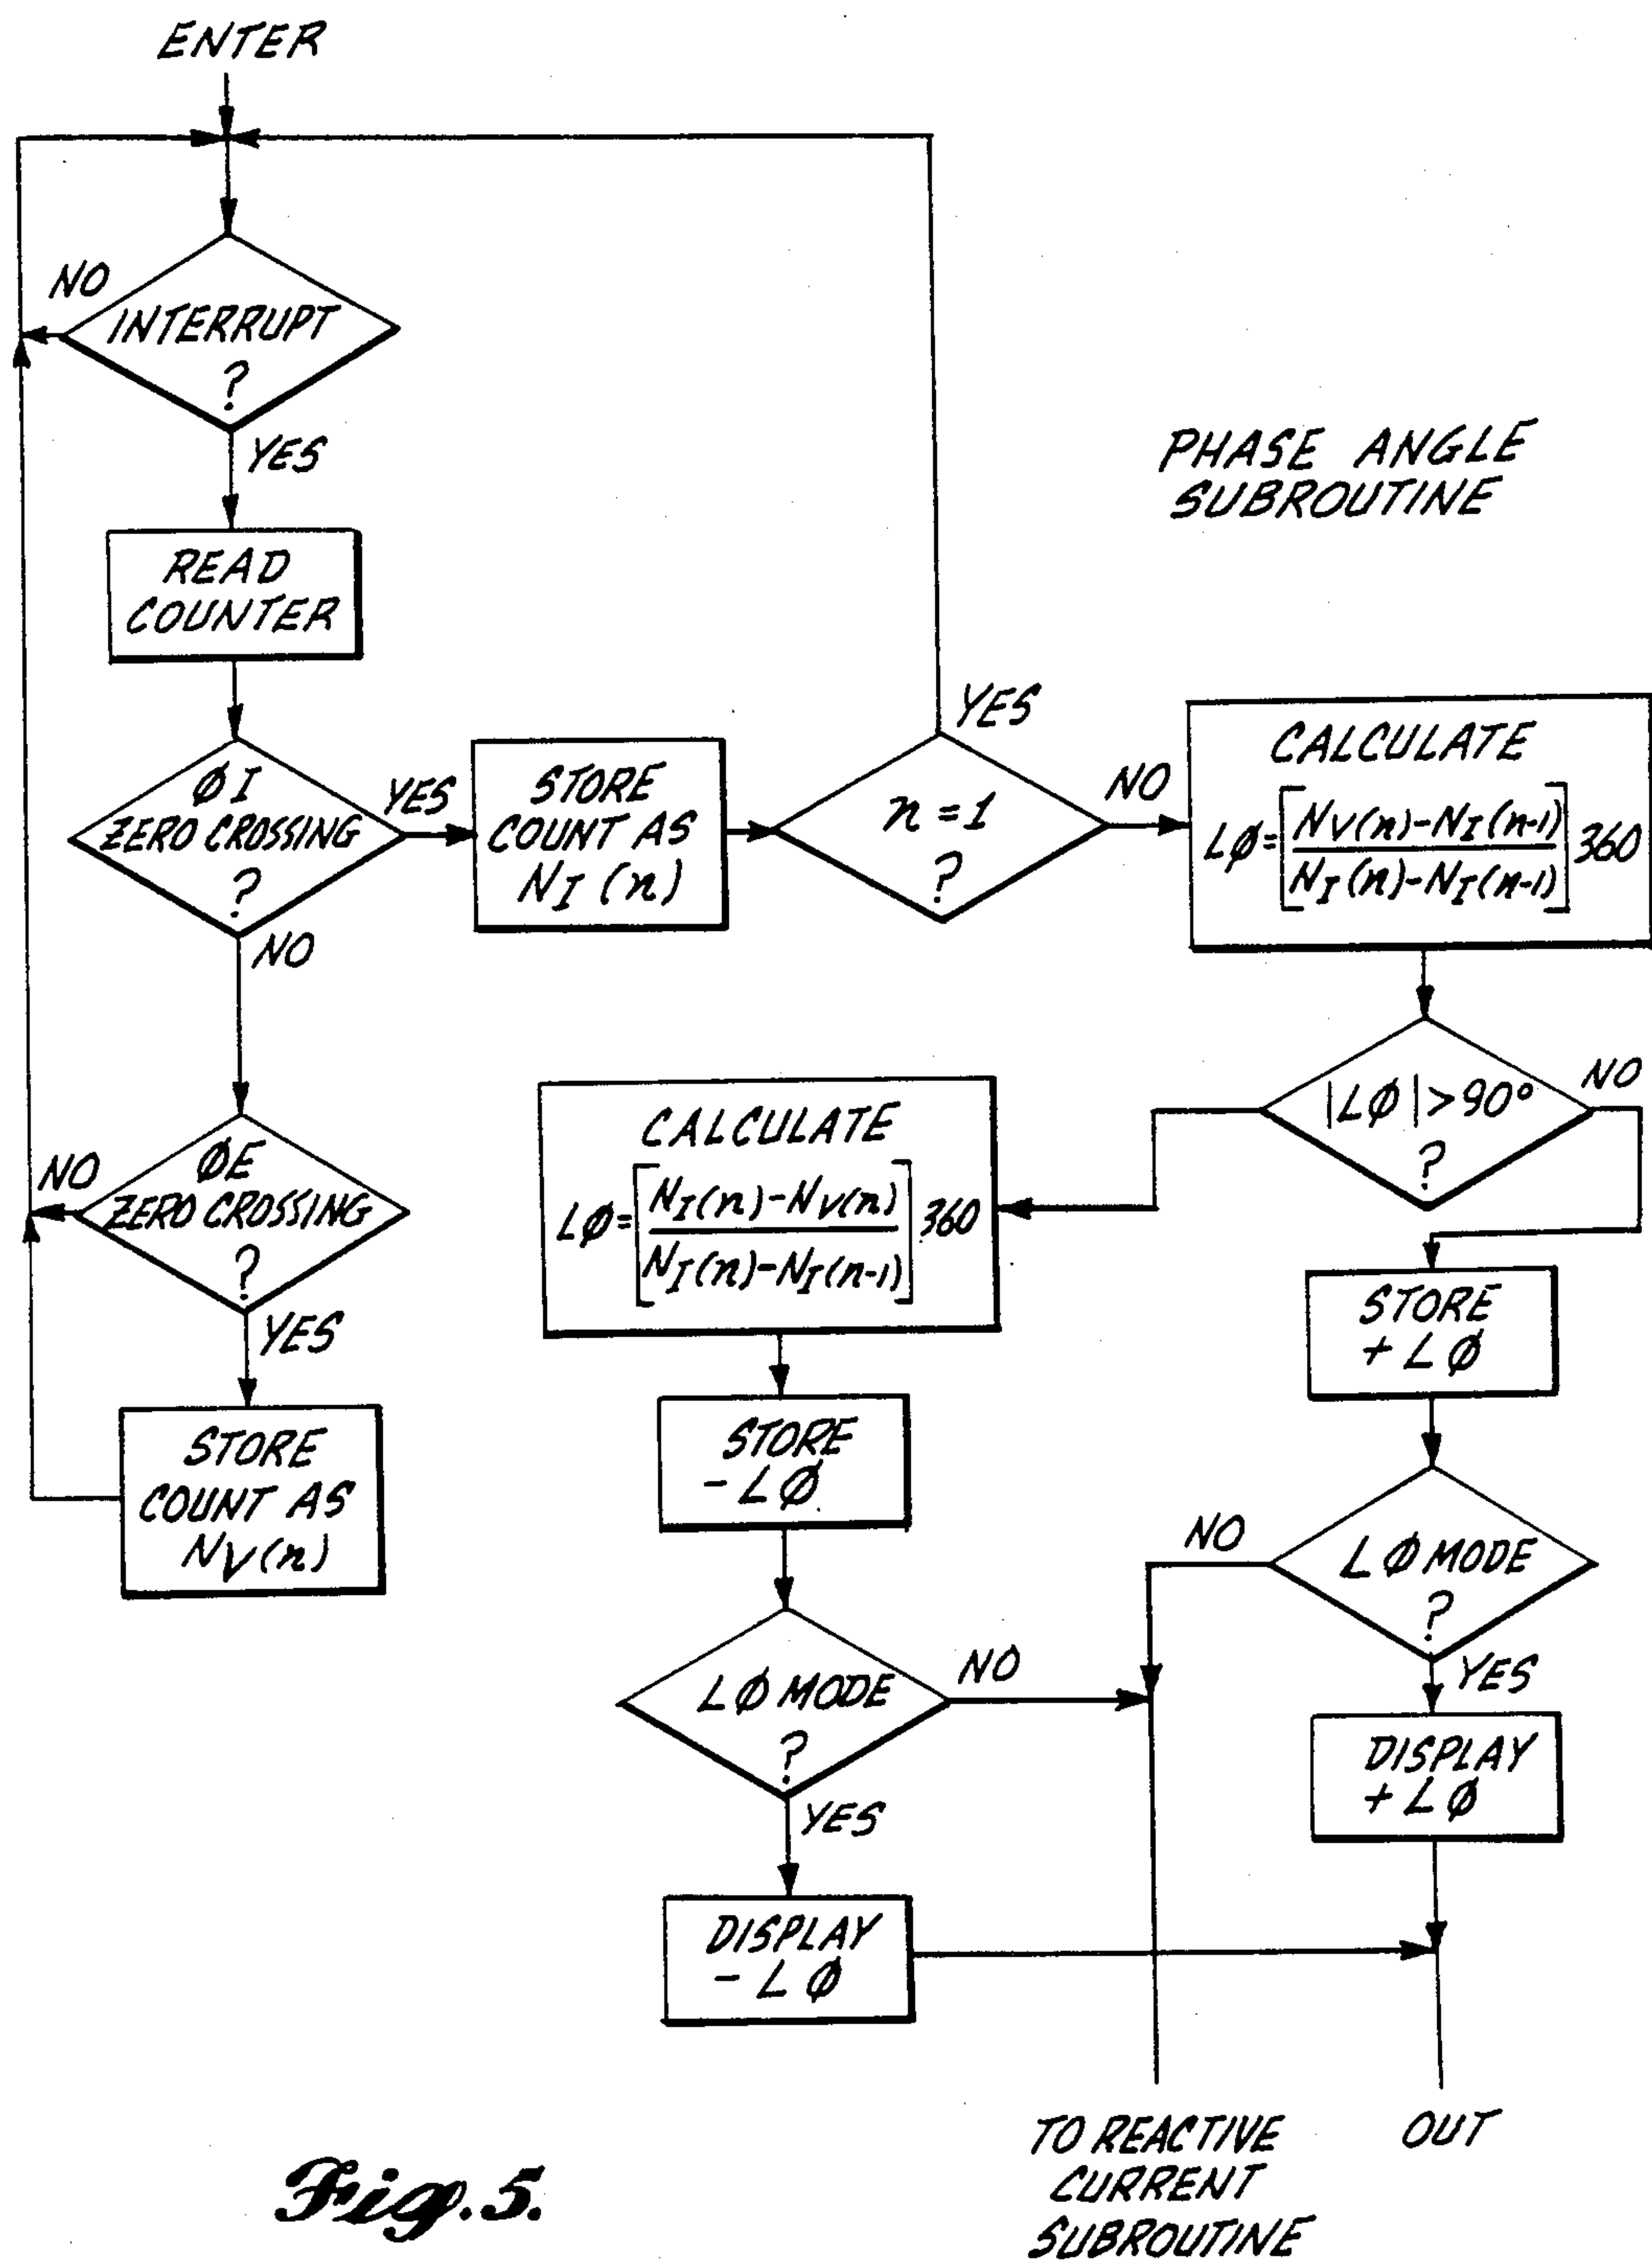 ENTER
NO
INTERRUPT
?
YES
PHASE ANGLE
SUBROUTINE
READ
COUNTER
ØI
ZERO CROSSING
?
YES
NO
STORE
COUNT AS
NI (n)
YES
n = 1
?
NO
CALCULATE
LØ=[NV(n)-NI(n-1) / NI(n)-NI(n-1)] 360
|LØ|>90°
?
NO
NO
ØE
ZERO CROSSING
?
YES
CALCULATE
LØ=[NI(n)-NV(n) / NI(n)-NI(n-1)] 360
STORE
+ LØ
STORE
COUNT AS
NV(n)
STORE
- LØ
NO
LØ MODE
?
YES
LØ MODE
?
NO
YES
DISPLAY
+ LØ
DISPLAY
- LØ
TO REACTIVE
CURRENT
SUBROUTINE
OUT
Fig. 5.